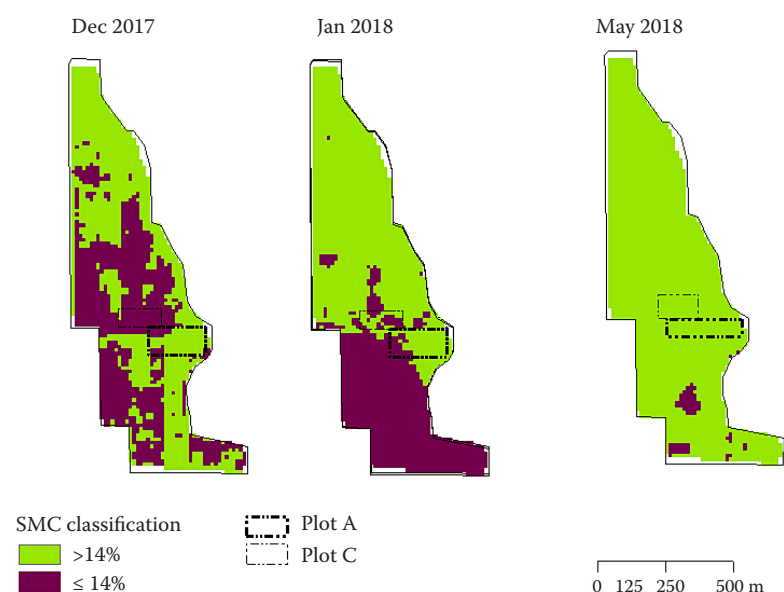 Dec 2017
Jan 2018
May 2018
SMC classification
>14%
≤ 14%
Plot A
Plot C
0 125 250 500 m